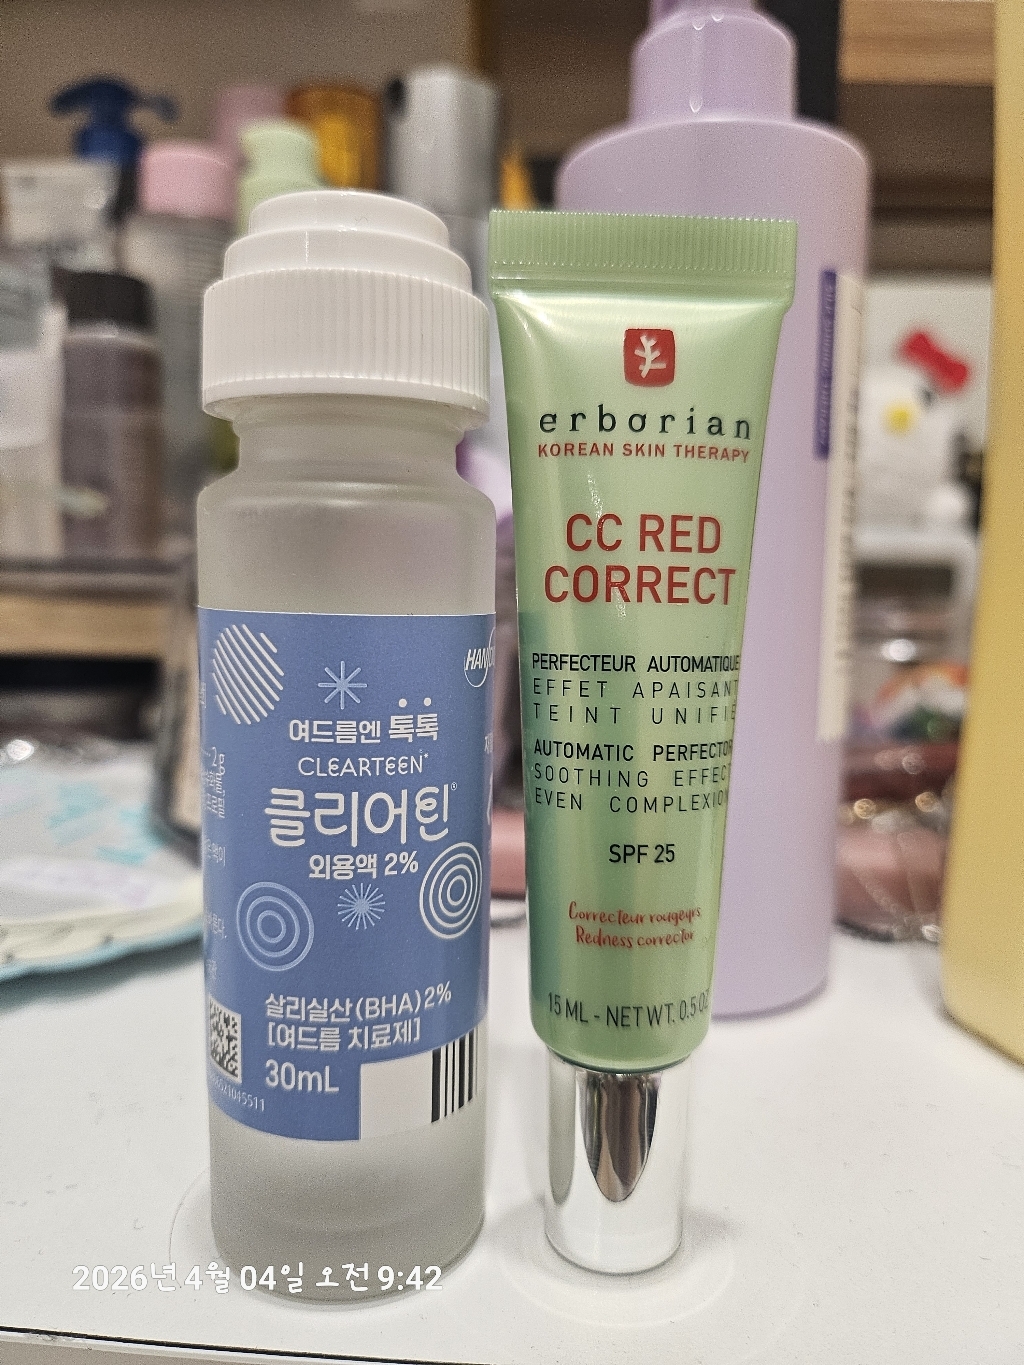 여드름엔 톡톡
CLEARTEEN
클리어틴®
외용액 2%
살리실산(BHA)2%
[여드름 치료제]
30mL
2g
erborian
KOREAN SKIN THERAPY
CC RED
CORRECT
PERFECTEUR AUTOMATIQUE
EFFET APAISANT
TEINT UNIFIÉ
AUTOMATIC PERFECTOR
SOOTHING EFFECT
EVEN COMPLEXION
SPF 25
Correcteur rougeurs
Redness corrector
15 ML - NET WT. 0.5 OZ
2026년 4월 04일 오전 9:42